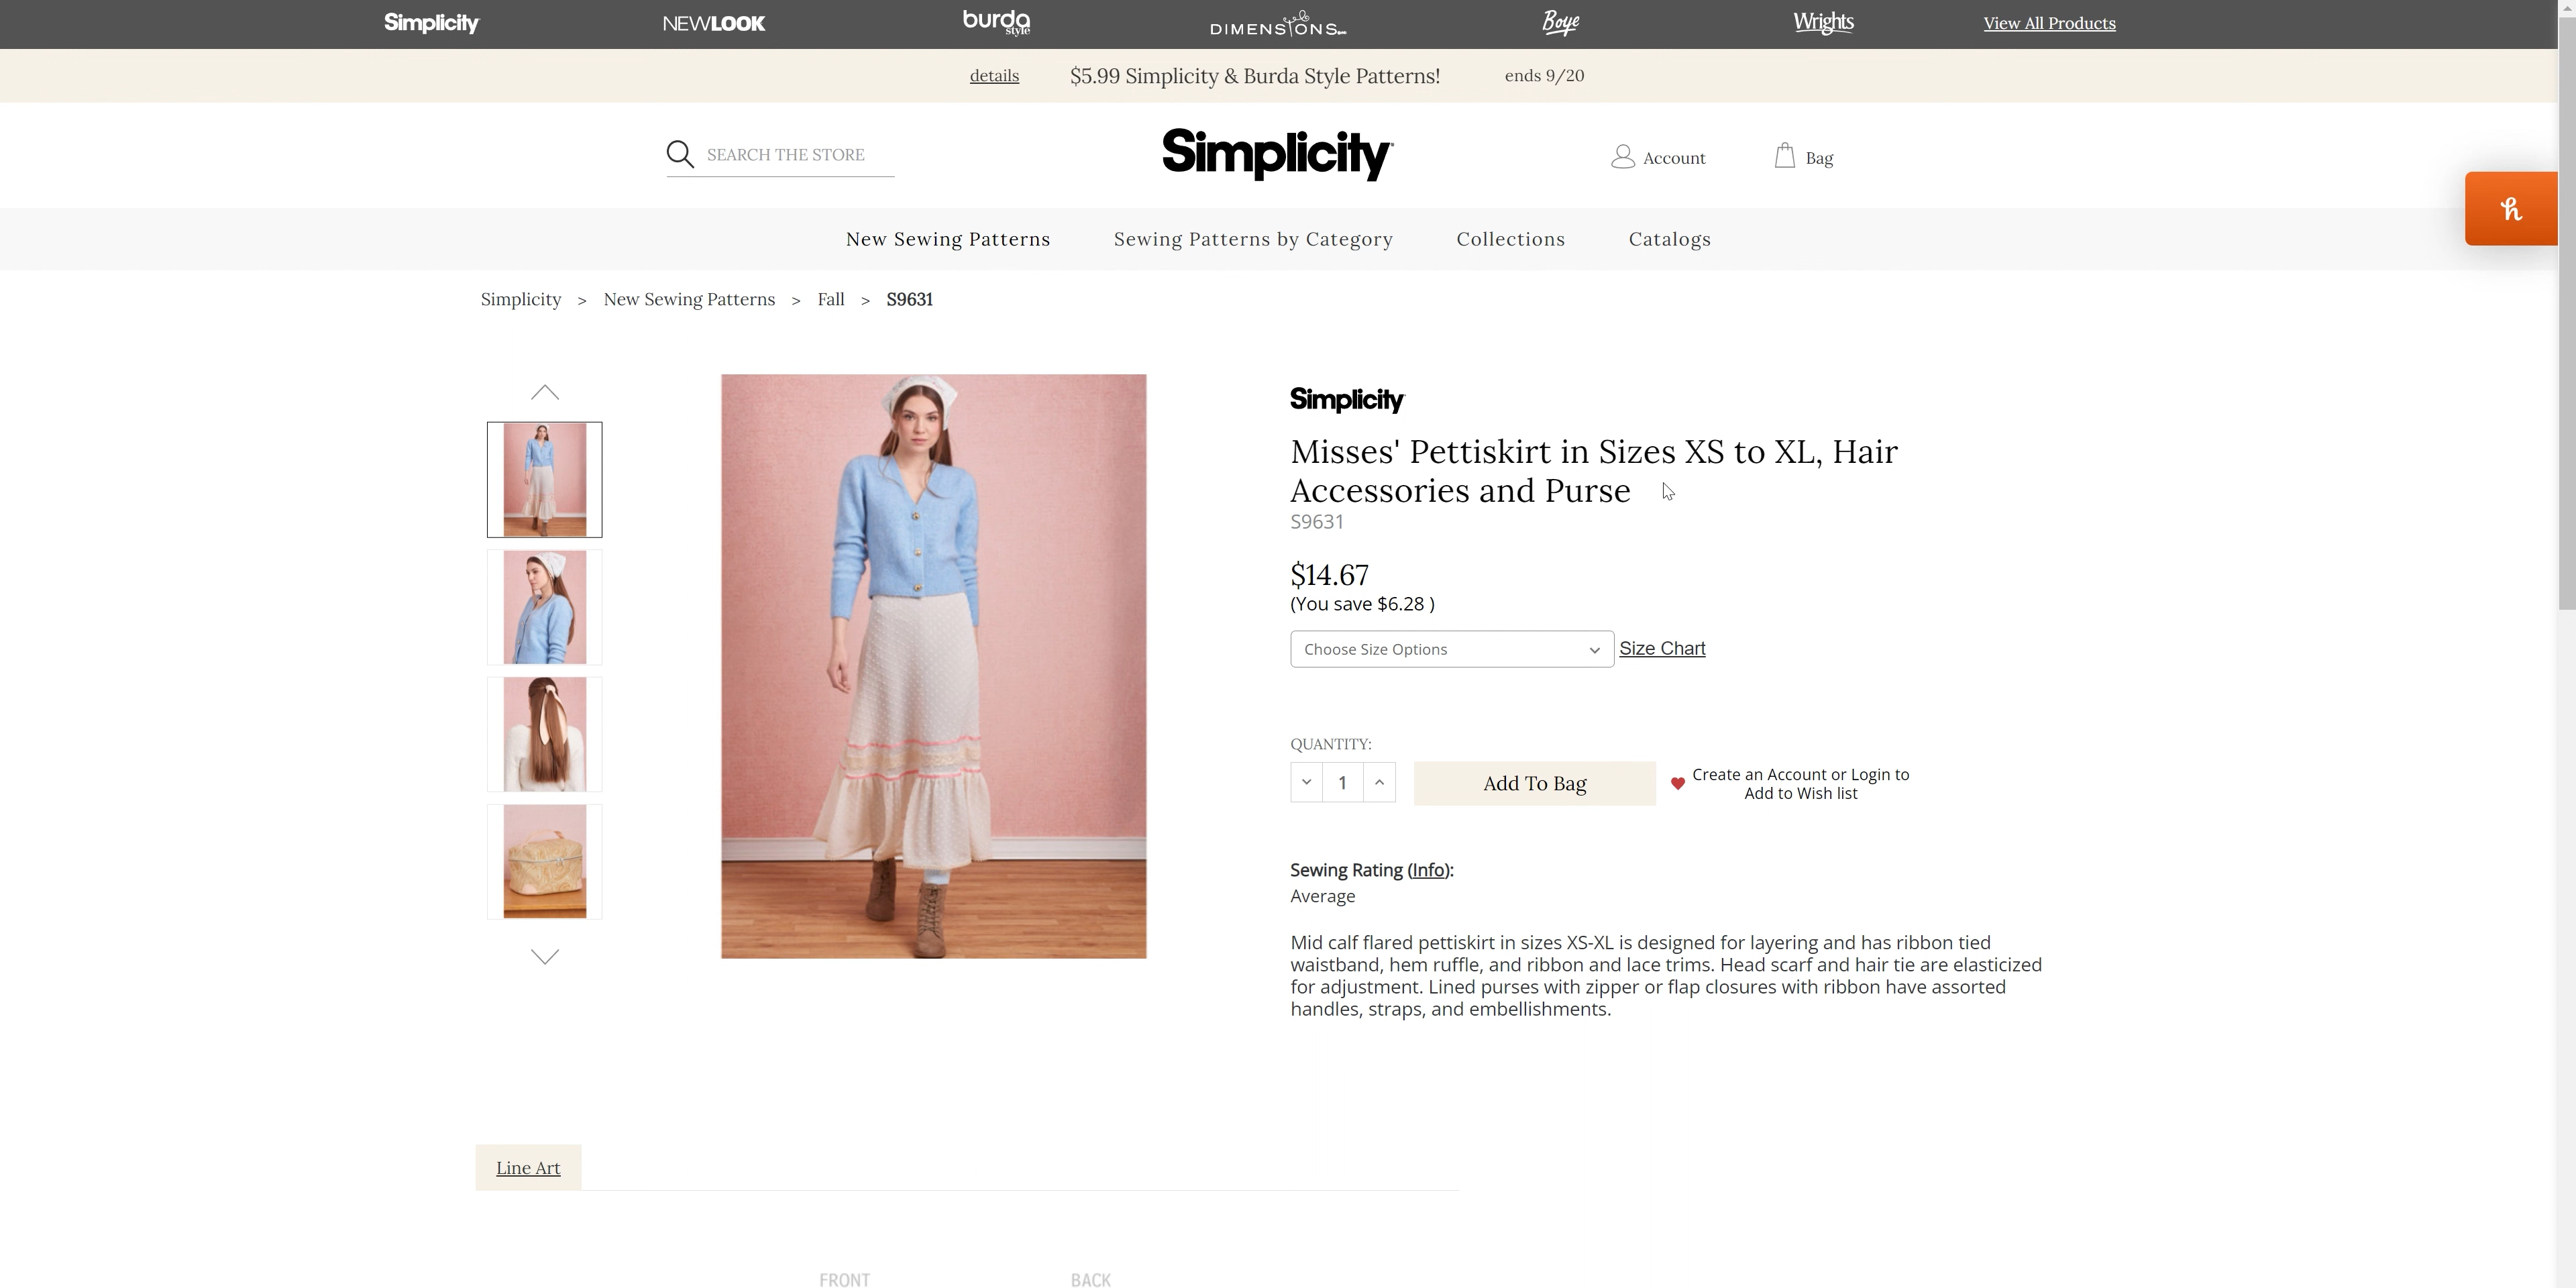 Simplicity
NEWLOOK
burda style
DIMENSIONS
Boye
Wrights
View All Products
details
$5.99 Simplicity & Burda Style Patterns!
ends 9/20
SEARCH THE STORE
Simplicity
Account
Bag
New Sewing Patterns
Sewing Patterns by Category
Collections
Catalogs
Simplicity > New Sewing Patterns > Fall > S9631
Simplicity
Misses' Pettiskirt in Sizes XS to XL, Hair
Accessories and Purse
S9631
$14.67
(You save $6.28 )
Choose Size Options
Size Chart
QUANTITY:
1
Add To Bag
Create an Account or Login to
Add to Wish list
Sewing Rating (Info):
Average
Mid calf flared pettiskirt in sizes XS-XL is designed for layering and has ribbon tied
waistband, hem ruffle, and ribbon and lace trims. Head scarf and hair tie are elasticized
for adjustment. Lined purses with zipper or flap closures with ribbon have assorted
handles, straps, and embellishments.
Line Art
FRONT
BACK